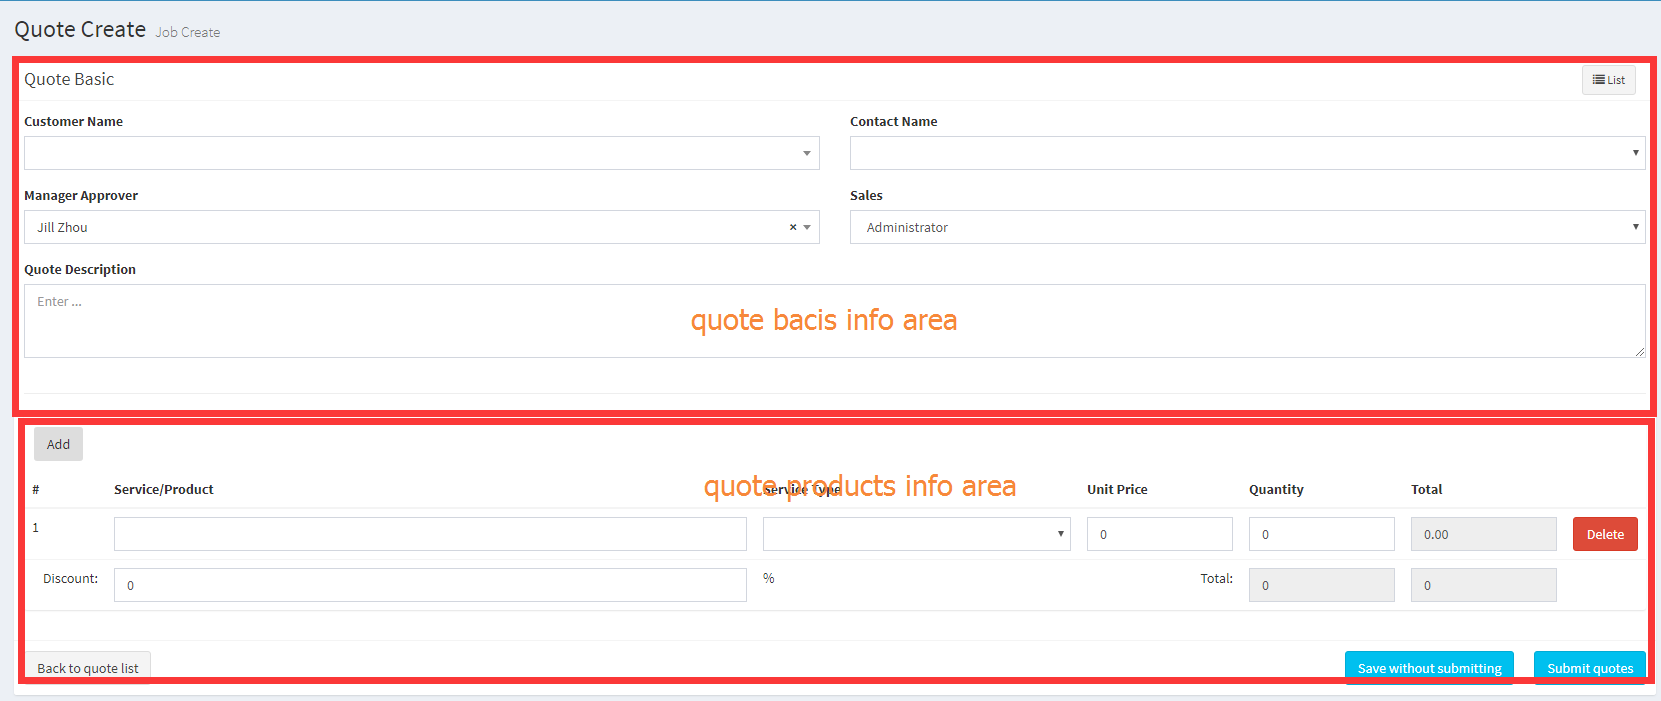 Quote Create Job Create
Quote Basic List
Customer Name Contact Name
Manager Approver Sales
Jill Zhou × Administrator
Quote Description
Enter ...
quote bacis info area
Add
# Service/Product Service Type Unit Price Quantity Total
quote products info area
1 0 0 0.00 Delete
Discount: 0 % Total: 0 0
Back to quote list Save without submitting Submit quotes